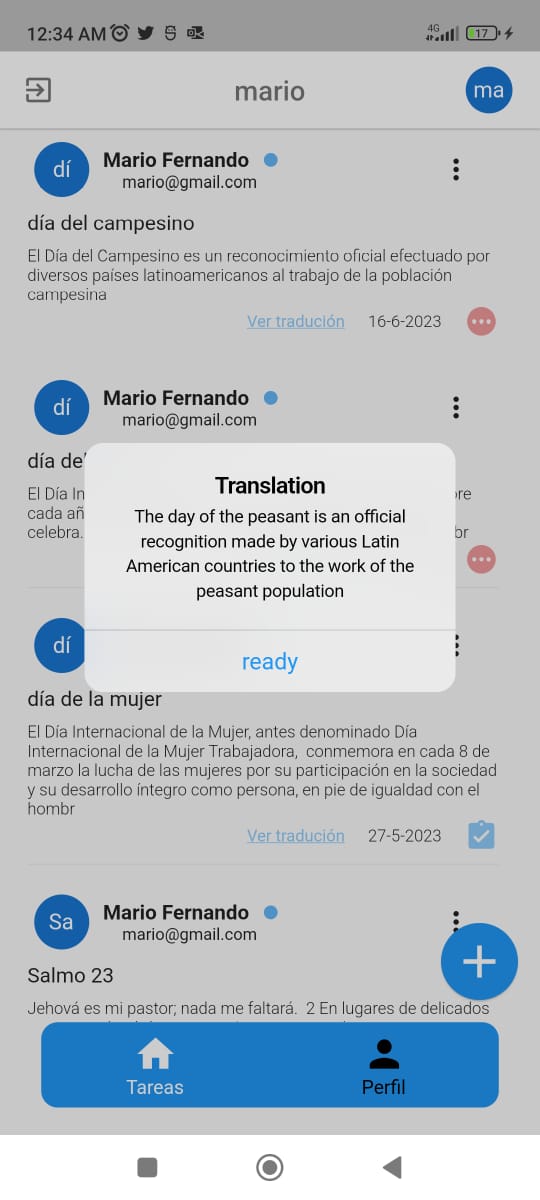 12:34 AM
4G
17
mario
ma
dí
Mario Fernando
mario@gmail.com
día del campesino
El Día del Campesino es un reconocimiento oficial efectuado por
diversos países latinoamericanos al trabajo de la población
campesina
Ver tradución
16-6-2023
dí
Mario Fernando
mario@gmail.com
día de
El Día In
cada añ
celebra.
Translation
The day of the peasant is an official
recognition made by various Latin
American countries to the work of the
peasant population
ready
dí
día de la mujer
El Día Internacional de la Mujer, antes denominado Día
Internacional de la Mujer Trabajadora,  conmemora en cada 8 de
marzo la lucha de las mujeres por su participación en la sociedad
y su desarrollo íntegro como persona, en pie de igualdad con el
hombr
Ver tradución
27-5-2023
Sa
Mario Fernando
mario@gmail.com
Salmo 23
Jehová es mi pastor; nada me faltará.  2 En lugares de delicados
Tareas
Perfil